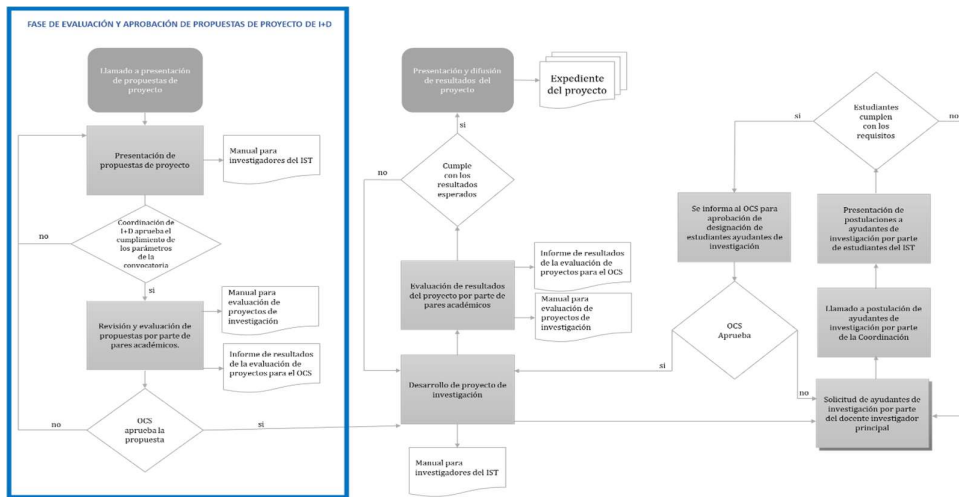 FASE DE EVALUACIÓN Y APROBACIÓN DE PROPUESTAS DE PROYECTO DE I+D
Llamado a presentación
de propuestas de
proyecto
Presentación de
propuestas de proyecto
Manual para
investigadores del IST
Coordinación de
I+D aprueba el
cumplimiento de
los parámetros
de la
convocatoria
no
si
Revisión y evaluación de
propuestas por parte de
pares académicos.
Manual para
evaluación de
proyectos de
investigación
Informe de resultados
de la evaluación de
proyectos para el OCS
OCS
aprueba la
propuesta
no
si
Presentación y difusión
de resultados del
proyecto
Expediente
del proyecto
si
Cumple
con los
resultados
esperados
no
Evaluación de resultados
del proyecto por parte de
pares académicos
Informe de resultados
de la evaluación de
proyectos para el OCS
Manual para
evaluación de
proyectos de
investigación
Desarrollo de proyecto de
investigación
Manual para
investigadores del IST
Estudiantes
cumplen
con los
requisitos
si
no
Se informa al OCS para
aprobación de
designación de
estudiantes ayudantes de
investigación
Presentación de
postulaciones a
ayudantes de
investigación por parte
de estudiantes del IST
OCS
Aprueba
si
no
Llamado a postulación de
ayudantes de
investigación por parte
de la Coordinación
Solicitud de ayudantes de
investigación por parte
del docente investigador
principal